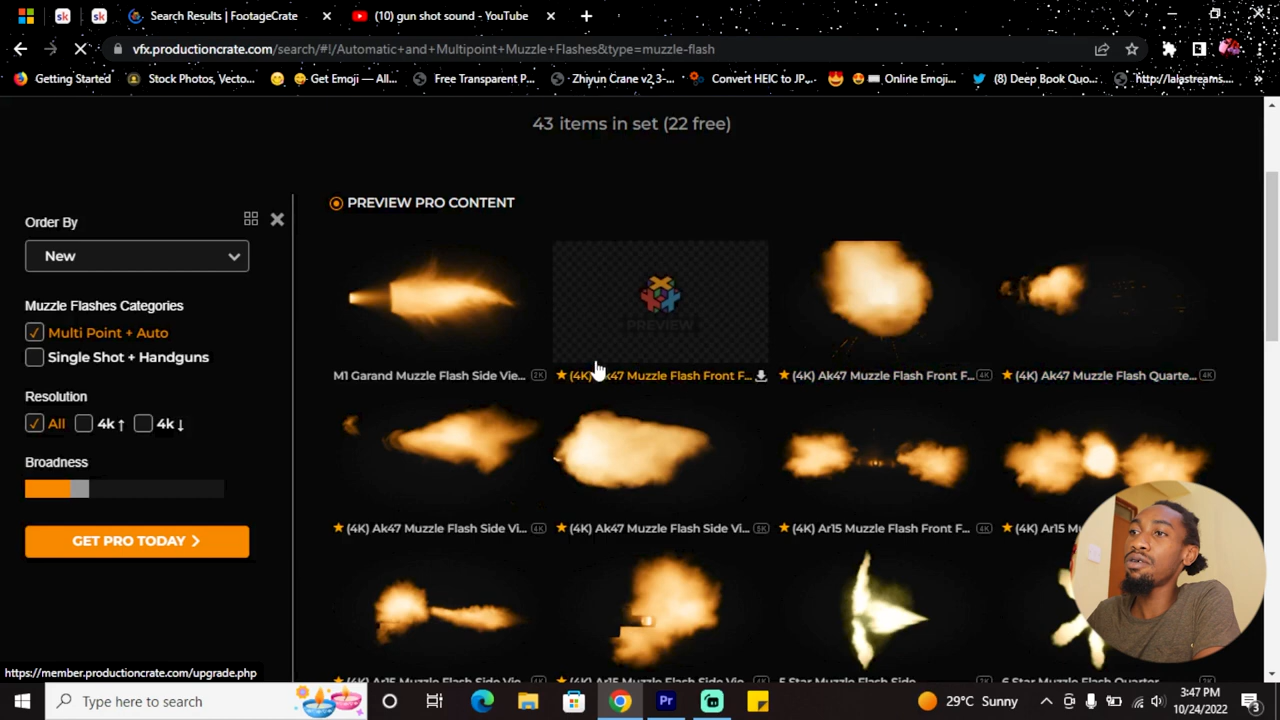 Search Results | FootageCrate
(10) gun shot sound - YouTube
vfx.productioncrate.com/search/#!/Automatic+and+Multipoint+Muzzle+Flashes&type=muzzle-flash
Getting Started Stock Photos, Vecto... Get Emoji — All... Free Transparent P... Zhiyun Crane v2 3-... Convert HEIC to JP,... Online Emoji... (8) Deep Book Quo... http://lalastreams.... »
43 items in set (22 free)
PREVIEW PRO CONTENT
Order By
New
Muzzle Flashes Categories
Multi Point + Auto
Single Shot + Handguns
Resolution
All 4k ↑ 4k ↓
Broadness
GET PRO TODAY
PREVIEW
M1 Garand Muzzle Flash Side Vie... 2K
Muzzle Flash Front F...
(4K) Ak47 Muzzle Flash Front F... 4K
(4K) Ak47 Muzzle Flash Quarte... 4K
(4K) Ak47 Muzzle Flash Side Vi... 4K
(4K) Ak47 Muzzle Flash Side Vi... 5K
(4K) Ar15 Muzzle Flash Front F... 4K
(4K) Ar15
https://member.productioncrate.com/upgrade.php
Type here to search
Pr
29°C Sunny
3:47 PM
10/24/2022
3